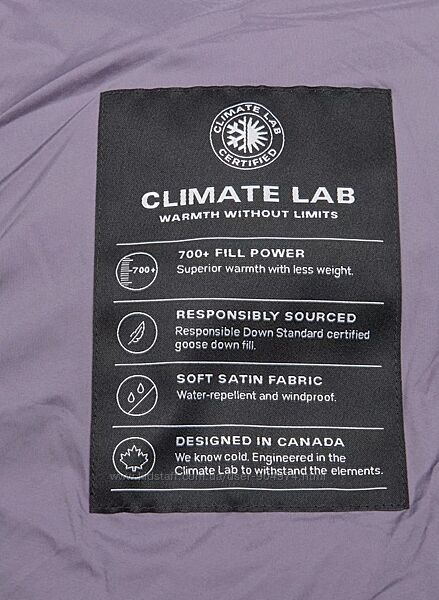 CLIMATE LAB
CERTIFIED
CLIMATE LAB
WARMTH WITHOUT LIMITS
700+
700+ FILL POWER
Superior warmth with less weight.
RESPONSIBLY SOURCED
Responsible Down Standard certified
goose down fill.
SOFT SATIN FABRIC
Water-repellent and windproof.
DESIGNED IN CANADA
We know cold. Engineered in the
Climate Lab to withstand the elements.